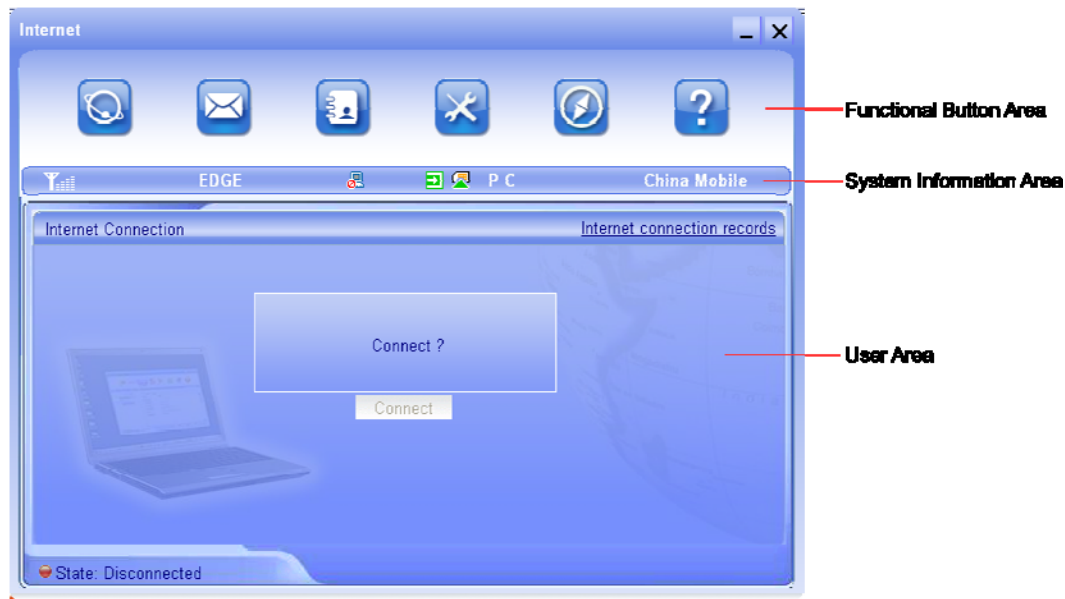 Internet
Functional Button Area
EDGE P C China Mobile
System Information Area
Internet Connection Internet connection records
Connect ?
User Area
Connect
State: Disconnected